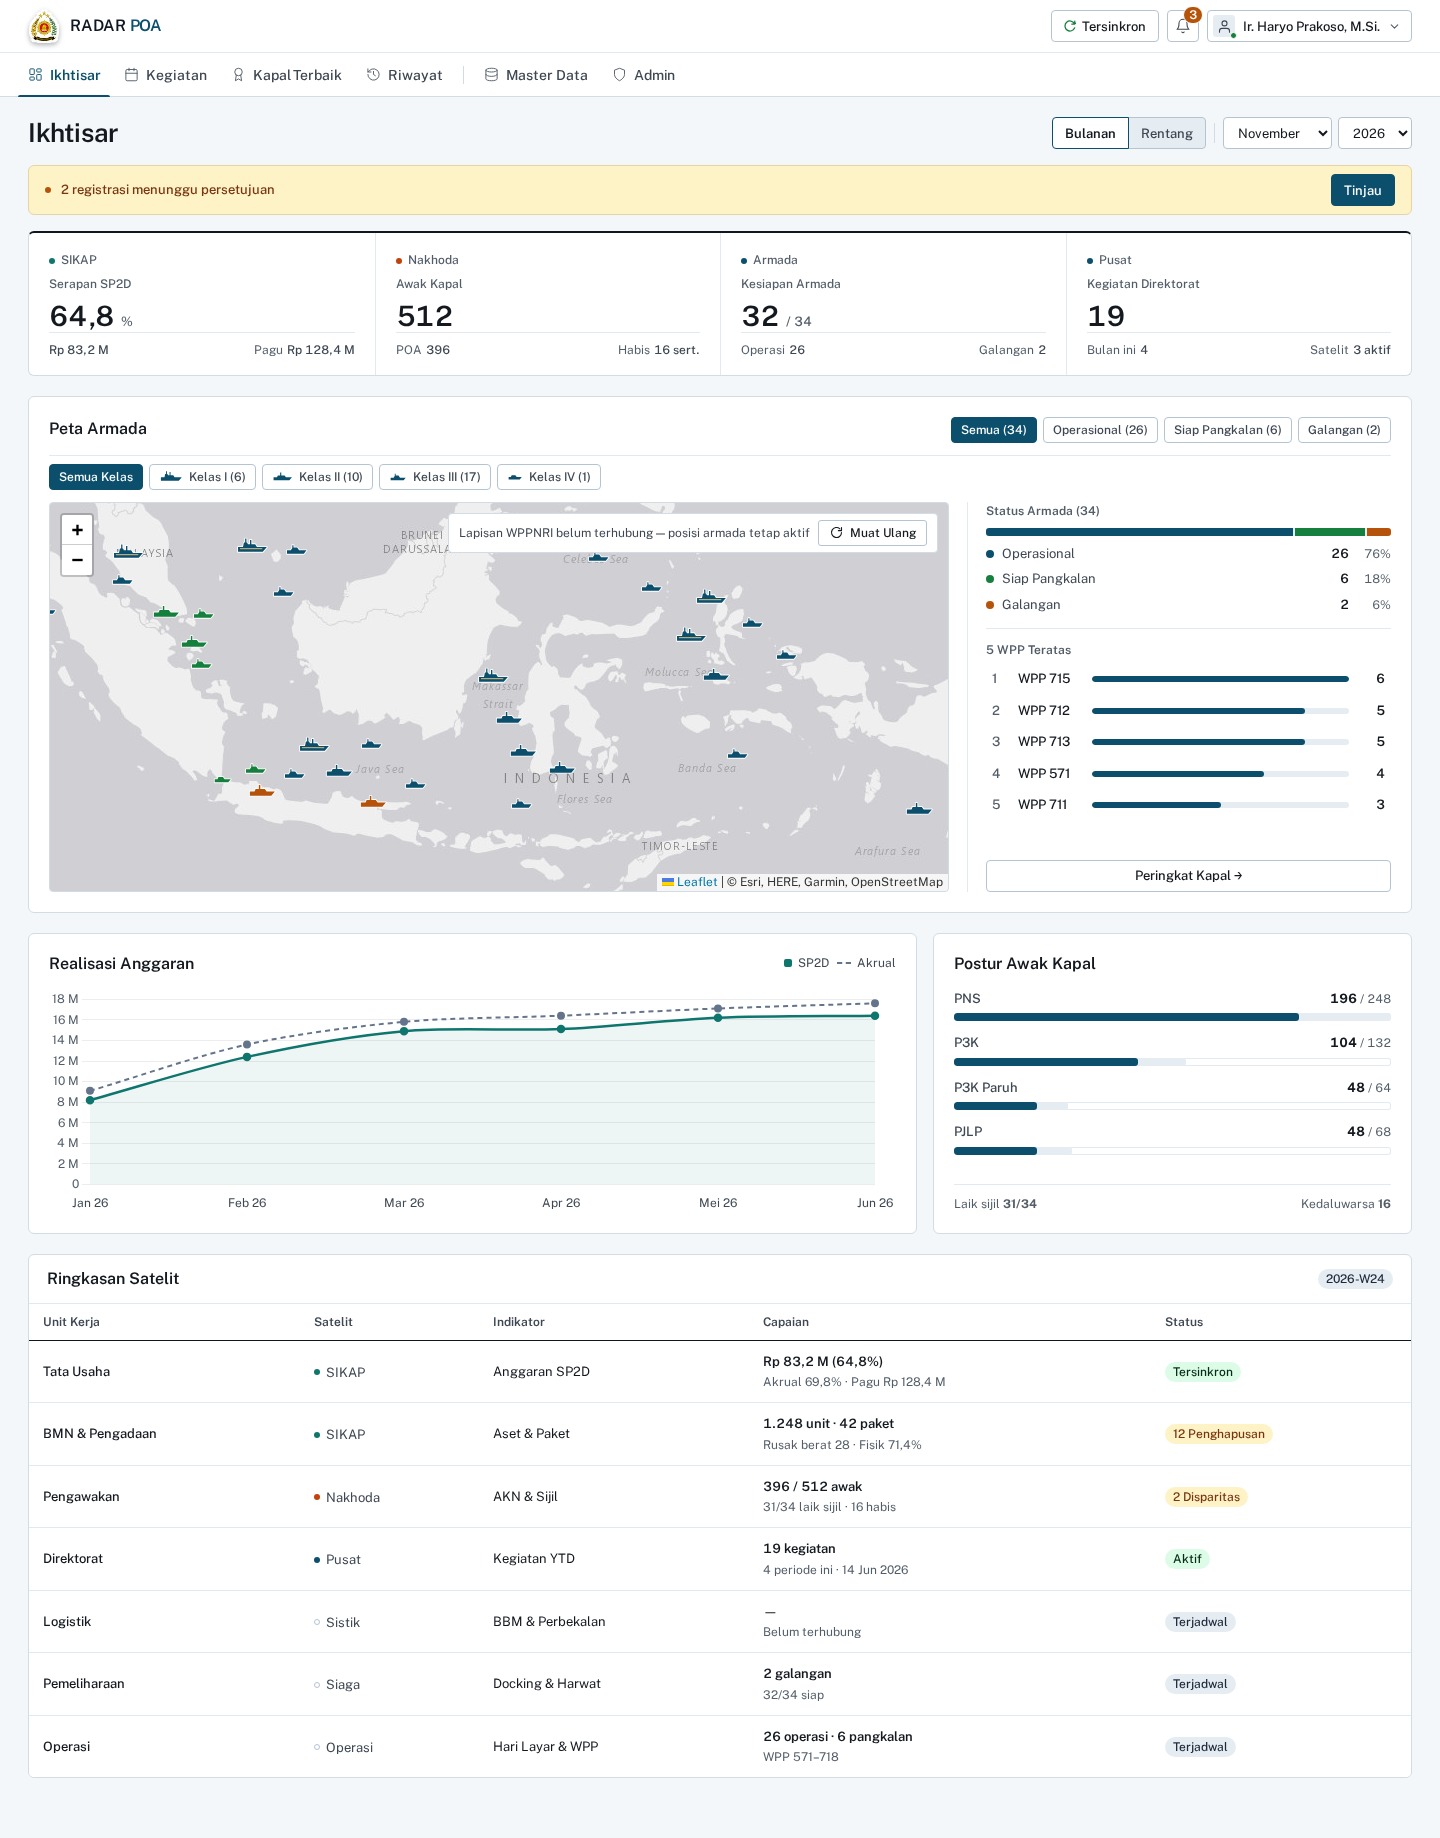 RADAR POA
Tersinkron
3
Ir. Haryo Prakoso, M.Si.
Ikhtisar
Kegiatan
Kapal Terbaik
Riwayat
Master Data
Admin
Ikhtisar
Bulanan
Rentang
November
2026
2 registrasi menunggu persetujuan
Tinjau
SIKAP
Serapan SP2D
64,8 %
Rp 83,2 M
Pagu Rp 128,4 M
Nakhoda
Awak Kapal
512
POA 396
Habis 16 sert.
Armada
Kesiapan Armada
32 / 34
Operasi 26
Galangan 2
Pusat
Kegiatan Direktorat
19
Bulan ini 4
Satelit 3 aktif
Peta Armada
Semua (34)
Operasional (26)
Siap Pangkalan (6)
Galangan (2)
Semua Kelas
Kelas I (6)
Kelas II (10)
Kelas III (17)
Kelas IV (1)
+
−
BRUNEI
Lapisan WPPNRI belum terhubung — posisi armada tetap aktif
Muat Ulang
Sea
Molucca
Makassar
Strait
Java Sea
INDONESIA
Banda Sea
Flores Sea
TIMOR-LESTE
Arafura Sea
Leaflet | © Esri, HERE, Garmin, OpenStreetMap
Status Armada (34)
Operasional 26 76%
Siap Pangkalan 6 18%
Galangan 2 6%
5 WPP Teratas
1 WPP 715 6
2 WPP 712 5
3 WPP 713 5
4 WPP 571 4
5 WPP 711 3
Peringkat Kapal →
Realisasi Anggaran
SP2D
Akrual
18 M
16 M
14 M
12 M
10 M
8 M
6 M
4 M
2 M
0
Jan 26
Feb 26
Mar 26
Apr 26
Mei 26
Jun 26
Postur Awak Kapal
PNS 196 / 248
P3K 104 / 132
P3K Paruh 48 / 64
PJLP 48 / 68
Laik sijil 31/34
Kedaluwarsa 16
Ringkasan Satelit
2026-W24
Unit Kerja Satelit Indikator Capaian Status
Tata Usaha SIKAP Anggaran SP2D Rp 83,2 M (64,8%) Tersinkron
Akrual 69,8% · Pagu Rp 128,4 M
BMN & Pengadaan SIKAP Aset & Paket 1.248 unit · 42 paket 12 Penghapusan
Rusak berat 28 · Fisik 71,4%
Pengawakan Nakhoda AKN & Sijil 396 / 512 awak 2 Disparitas
31/34 laik sijil · 16 habis
Direktorat Pusat Kegiatan YTD 19 kegiatan Aktif
4 periode ini · 14 Jun 2026
Logistik Sistik BBM & Perbekalan — Terjadwal
Belum terhubung
Pemeliharaan Siaga Docking & Harwat 2 galangan Terjadwal
32/34 siap
Operasi Operasi Hari Layar & WPP 26 operasi · 6 pangkalan Terjadwal
WPP 571–718